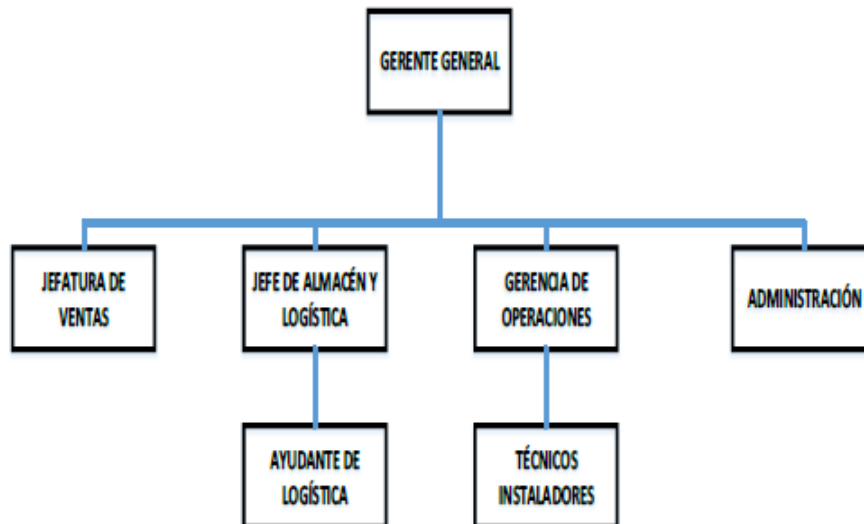 GERENTE GENERAL
JEFATURA DE
VENTAS
JEFE DE ALMACÉN Y
LOGÍSTICA
GERENCIA DE
OPERACIONES
ADMINISTRACIÓN
AYUDANTE DE
LOGÍSTICA
TÉCNICOS
INSTALADORES